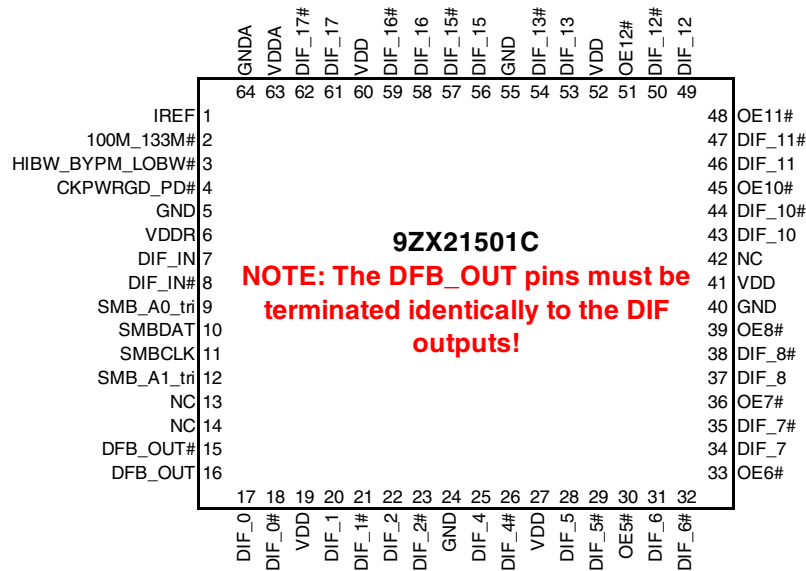 GNDA VDDA DIF_17# DIF_17 VDD DIF_16# DIF_16 DIF_15# DIF_15 GND DIF_13# DIF_13 VDD OE12# DIF_12# DIF_12
64 63 62 61 60 59 58 57 56 55 54 53 52 51 50 49
IREF 1
100M_133M# 2
HIBW_BYPM_LOBW# 3
CKPWRGD_PD# 4
GND 5
VDDR 6
DIF_IN 7
DIF_IN# 8
SMB_A0_tri 9
SMBDAT 10
SMBCLK 11
SMB_A1_tri 12
NC 13
NC 14
DFB_OUT# 15
DFB_OUT 16
9ZX21501C
NOTE: The DFB_OUT pins must be
terminated identically to the DIF
outputs!
48 OE11#
47 DIF_11#
46 DIF_11
45 OE10#
44 DIF_10#
43 DIF_10
42 NC
41 VDD
40 GND
39 OE8#
38 DIF_8#
37 DIF_8
36 OE7#
35 DIF_7#
34 DIF_7
33 OE6#
17 18 19 20 21 22 23 24 25 26 27 28 29 30 31 32
DIF_0 DIF_0# VDD DIF_1 DIF_1# DIF_2 DIF_2# GND DIF_4 DIF_4# VDD DIF_5 DIF_5# OE5# DIF_6 DIF_6#